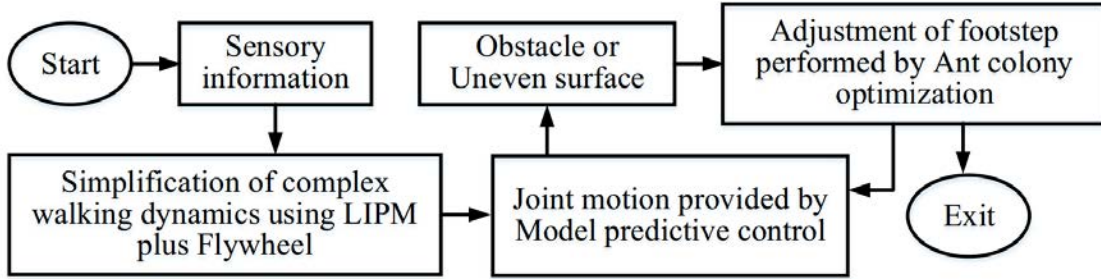 Start
Sensory
information
Simplification of complex
walking dynamics using LIPM
plus Flywheel
Joint motion provided by
Model predictive control
Obstacle or
Uneven surface
Adjustment of footstep
performed by Ant colony
optimization
Exit